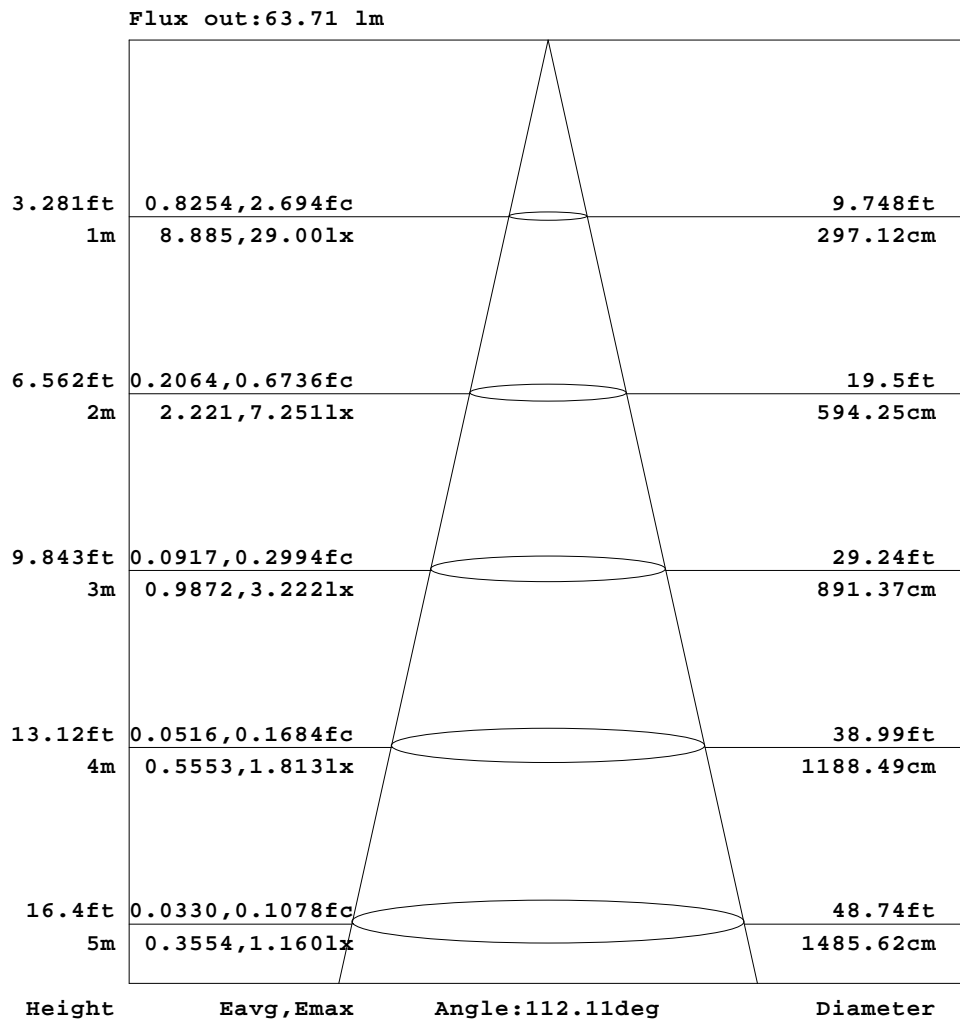 Flux out:63.71 lm
3.281ft 0.8254,2.694fc 9.748ft
1m 8.885,29.00lx 297.12cm
6.562ft 0.2064,0.6736fc 19.5ft
2m 2.221,7.251lx 594.25cm
9.843ft 0.0917,0.2994fc 29.24ft
3m 0.9872,3.222lx 891.37cm
13.12ft 0.0516,0.1684fc 38.99ft
4m 0.5553,1.813lx 1188.49cm
16.4ft 0.0330,0.1078fc 48.74ft
5m 0.3554,1.160lx 1485.62cm
Height Eavg,Emax Angle:112.11deg Diameter